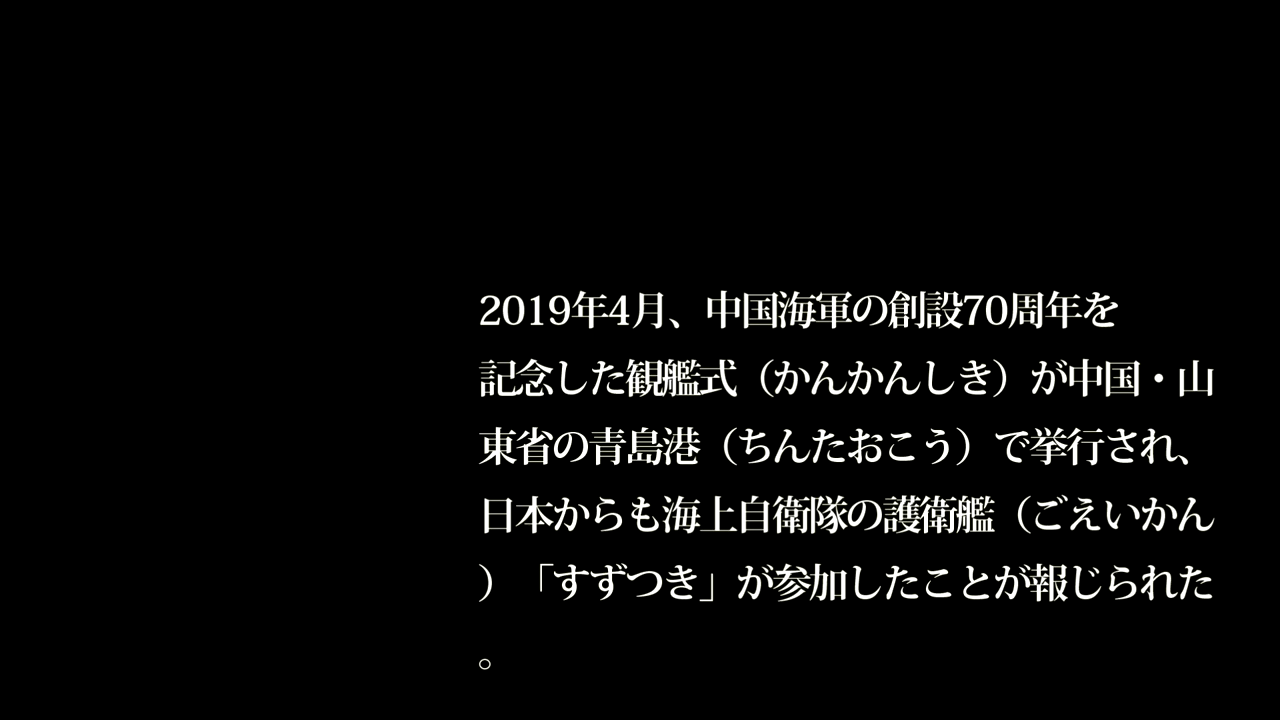 2019年4月、中国海軍の創設70周年を
記念した観艦式（かんかんしき）が中国・山
東省の青島港（ちんたおこう）で挙行され、
日本からも海上自衛隊の護衛艦（ごえいかん
）「すずつき」が参加したことが報じられた
。